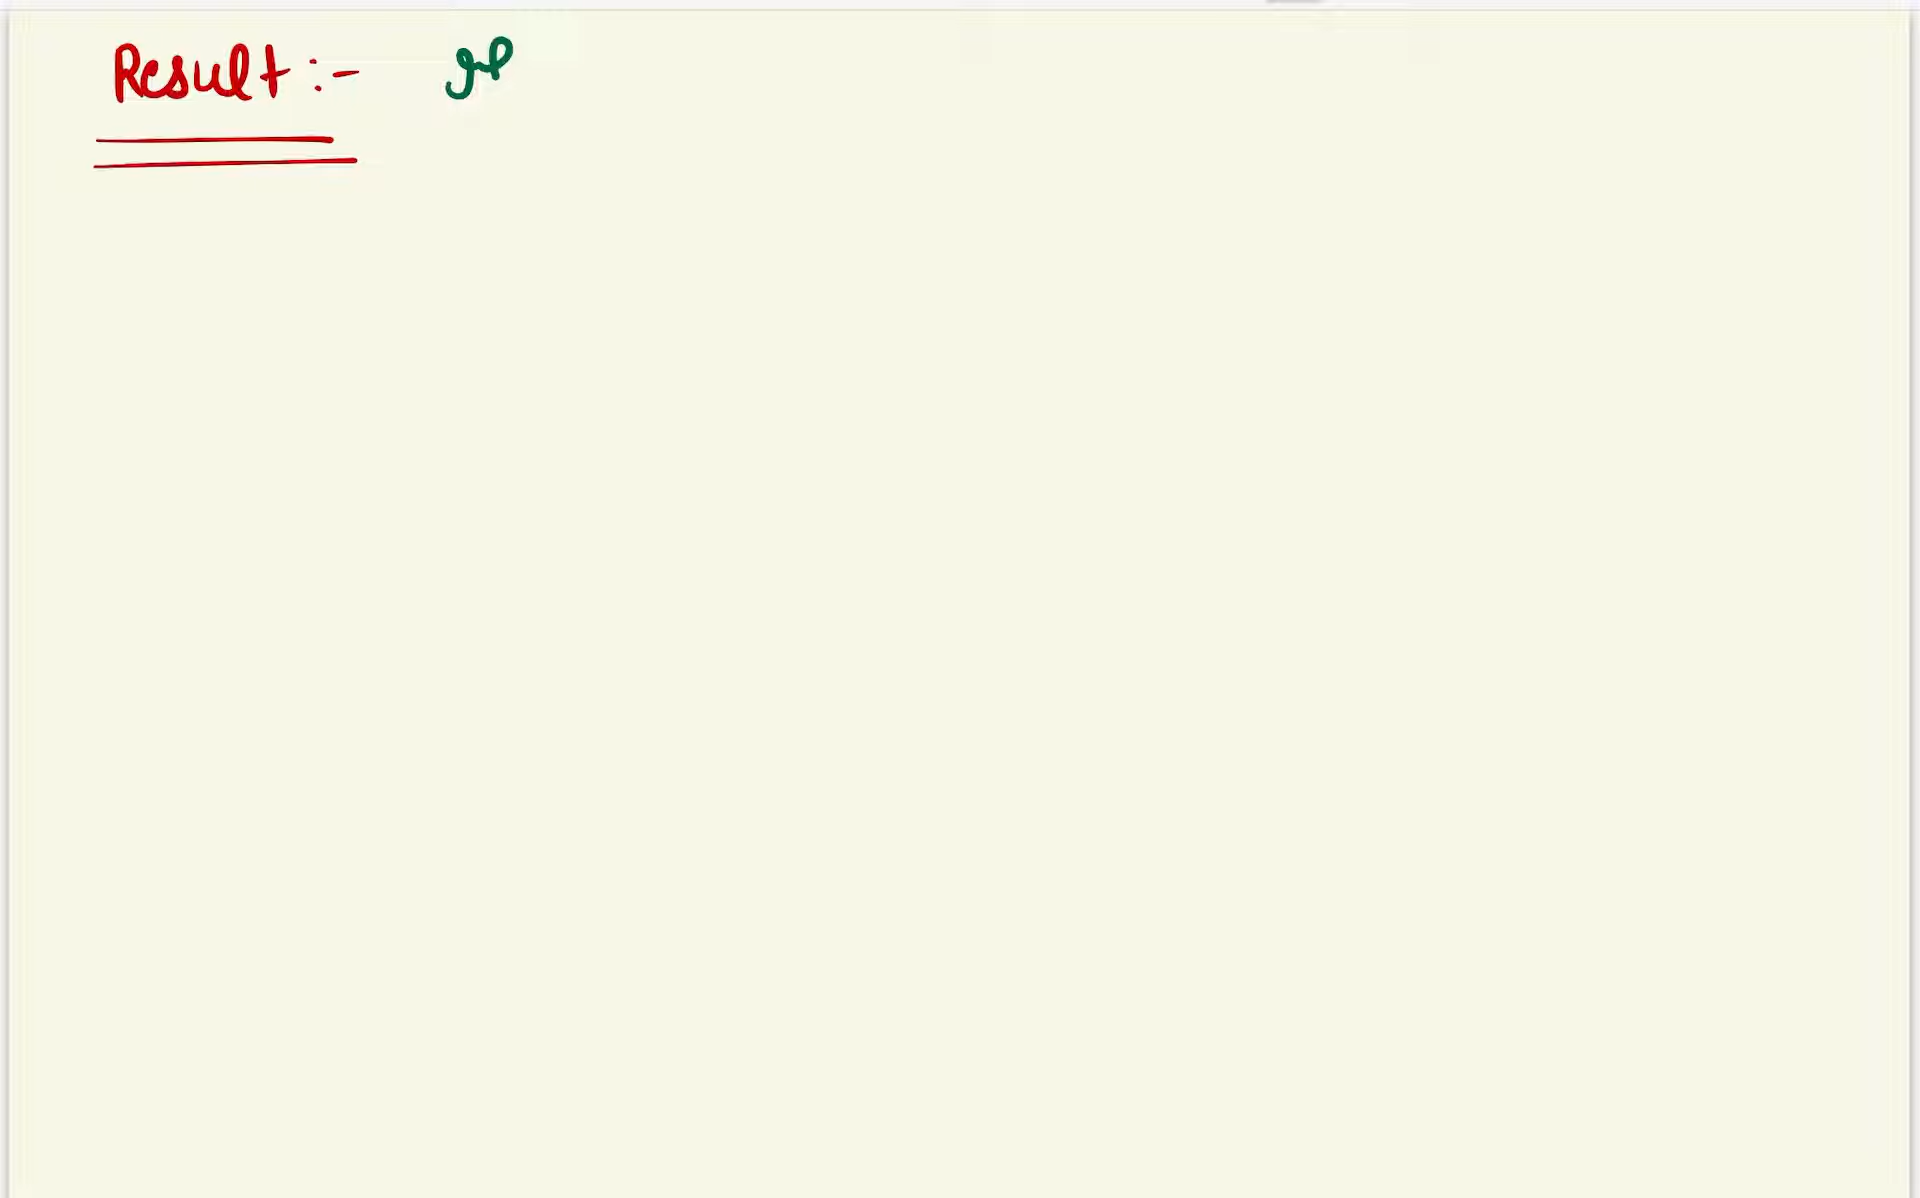 Result :- If